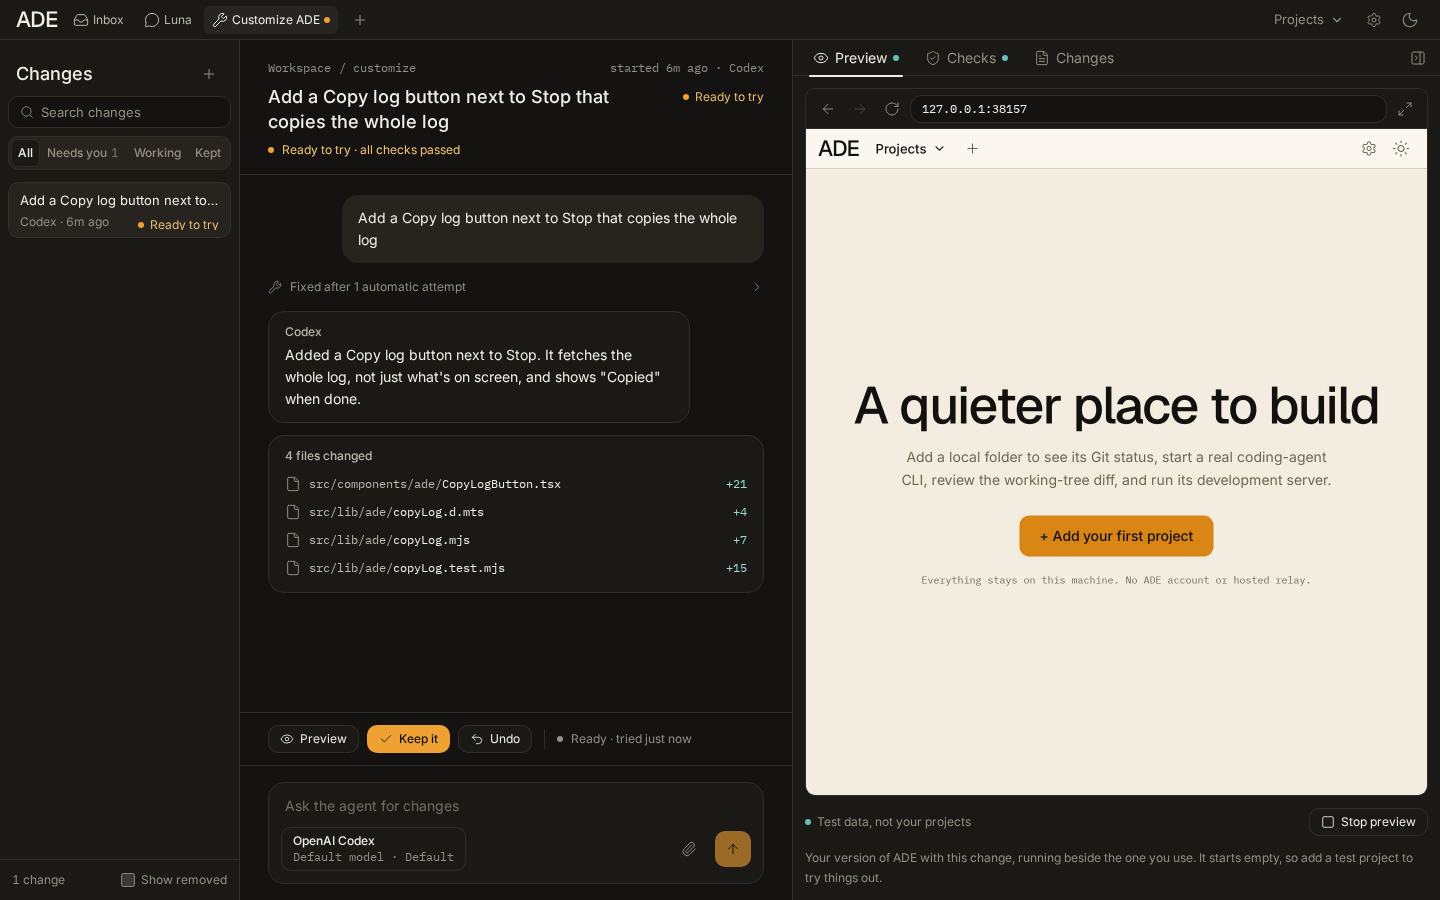 ADE Inbox Luna Customize ADE Projects
Changes
Search changes
All Needs you 1 Working Kept
Add a Copy log button next to...
Codex · 6m ago Ready to try
1 change Show removed
Workspace / customize started 6m ago · Codex
Add a Copy log button next to Stop that
copies the whole log
Ready to try
Ready to try · all checks passed
Add a Copy log button next to Stop that copies the whole
log
Fixed after 1 automatic attempt
Codex
Added a Copy log button next to Stop. It fetches the
whole log, not just what's on screen, and shows "Copied"
when done.
4 files changed
src/components/ade/CopyLogButton.tsx +21
src/lib/ade/copyLog.d.mts +4
src/lib/ade/copyLog.mjs +7
src/lib/ade/copyLog.test.mjs +15
Preview Keep it Undo Ready · tried just now
Ask the agent for changes
OpenAI Codex
Default model · Default
Preview Checks Changes
127.0.0.1:38157
ADE Projects
A quieter place to build
Add a local folder to see its Git status, start a real coding-agent
CLI, review the working-tree diff, and run its development server.
+ Add your first project
Everything stays on this machine. No ADE account or hosted relay.
Test data, not your projects Stop preview
Your version of ADE with this change, running beside the one you use. It starts empty, so add a test project to
try things out.